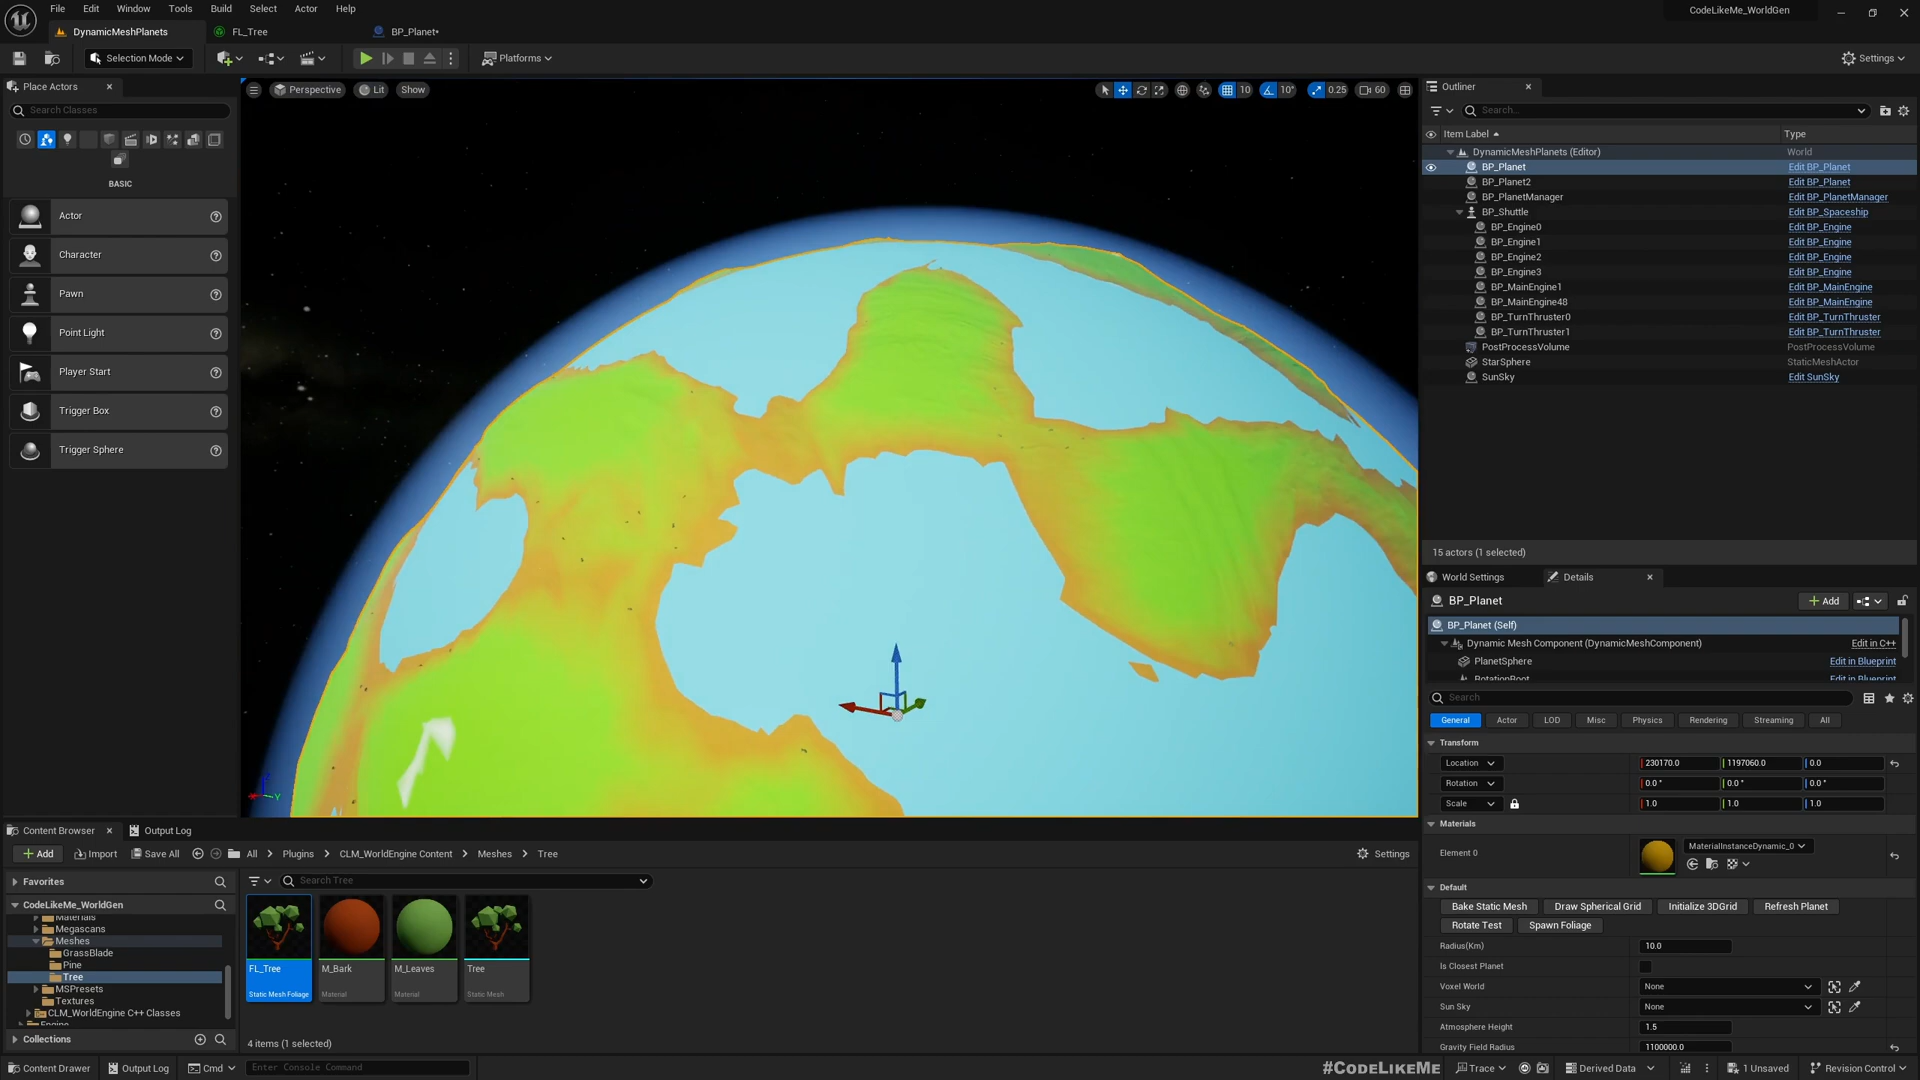 File Edit Window Tools Build Select Actor Help
CodeLikeMe_WorldGen
DynamicMeshPlanets FL_Tree BP_Planet•
Selection Mode Platforms Settings
Place Actors
Search Classes
BASIC
Actor
Character
Pawn
Point Light
Player Start
Trigger Box
Trigger Sphere
Perspective Lit Show 10 10° 0.25 60
Outliner
Search...
Item Label Type
DynamicMeshPlanets (Editor) World
BP_Planet Edit BP_Planet
BP_Planet2 Edit BP_Planet
BP_PlanetManager Edit BP_PlanetManager
BP_Shuttle Edit BP_Spaceship
BP_Engine0 Edit BP_Engine
BP_Engine1 Edit BP_Engine
BP_Engine2 Edit BP_Engine
BP_Engine3 Edit BP_Engine
BP_MainEngine1 Edit BP_MainEngine
BP_MainEngine48 Edit BP_MainEngine
BP_TurnThruster0 Edit BP_TurnThruster
BP_TurnThruster1 Edit BP_TurnThruster
PostProcessVolume PostProcessVolume
StarSphere StaticMeshActor
SunSky Edit SunSky
15 actors (1 selected)
World Settings Details
BP_Planet Add
BP_Planet (Self)
Dynamic Mesh Component (DynamicMeshComponent) Edit in C++
PlanetSphere Edit in Blueprint
RotationRoot Edit in Blueprint
Search
General Actor LOD Misc Physics Rendering Streaming All
Transform
Location 230170.0 1197060.0 0.0
Rotation 0.0 ° 0.0 ° 0.0 °
Scale 1.0 1.0 1.0
Materials
Element 0 MaterialInstanceDynamic_0
Default
Bake Static Mesh Draw Spherical Grid Initialize 3DGrid Refresh Planet
Rotate Test Spawn Foliage
Radius(Km) 10.0
Is Closest Planet
Voxel World None
Sun Sky None
Atmosphere Height 1.5
Gravity Field Radius 1100000.0
Content Browser Output Log
Add Import Save All All Plugins CLM_WorldEngine Content Meshes Tree Settings
Favorites
CodeLikeMe_WorldGen
Materials
Megascans
Meshes
GrassBlade
Pine
Tree
MSPresets
Textures
CLM_WorldEngine C++ Classes
Engine
Collections
Search Tree
FL_Tree M_Bark M_Leaves Tree
Static Mesh Foliage Material Material Static Mesh
4 items (1 selected)
Content Drawer Output Log Cmd Enter Console Command #CodeLikeMe Trace Derived Data 1 Unsaved Revision Control